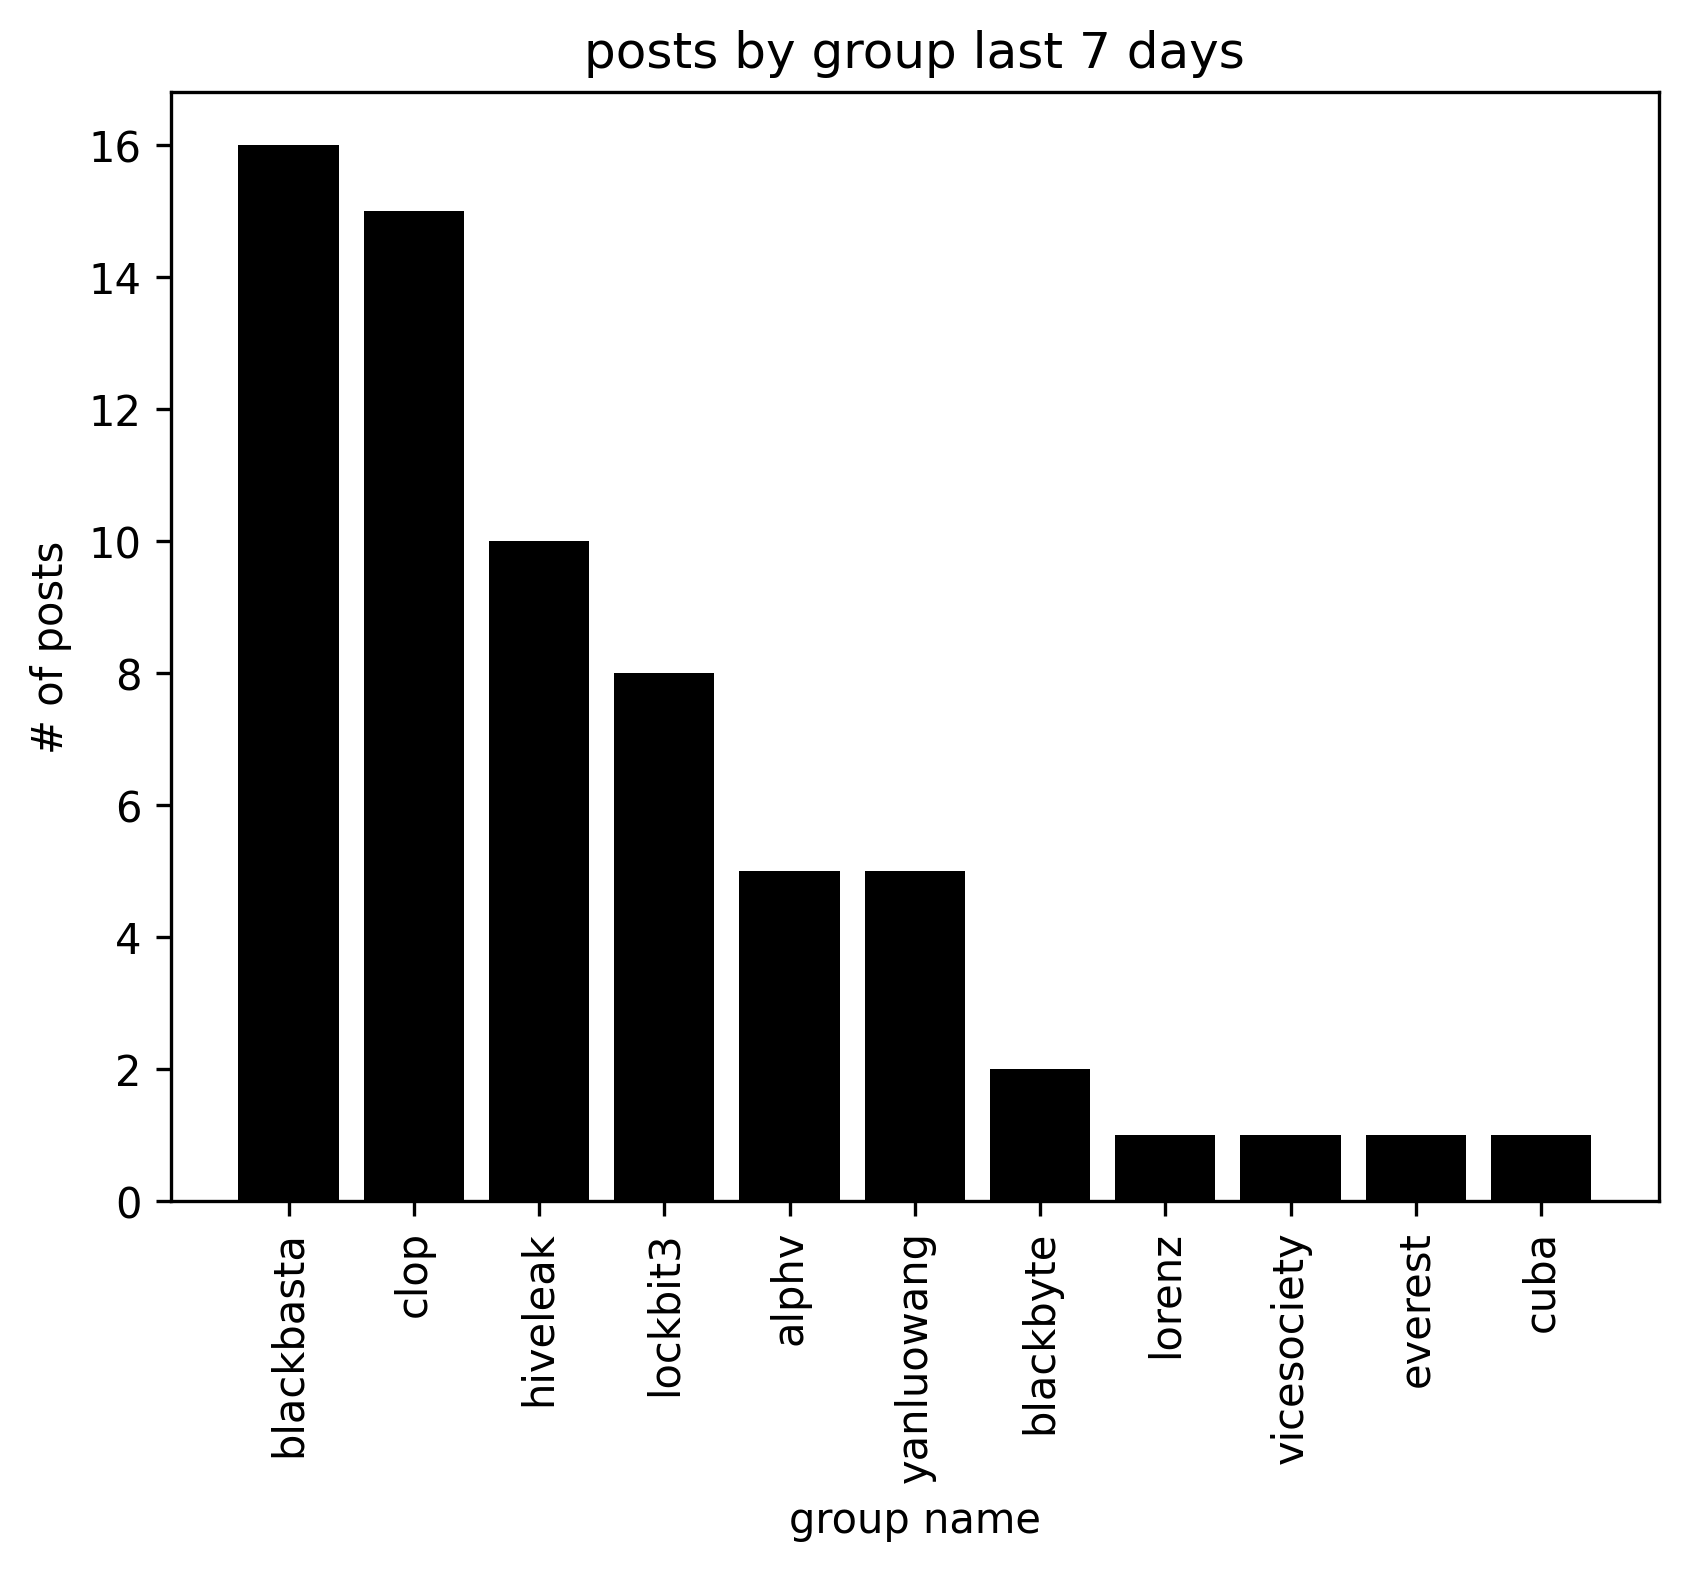 posts by group last 7 days
16
14
12
10
8
6
4
2
0
# of posts
blackbasta
clop
hiveleak
lockbit3
alphv
yanluowang
blackbyte
lorenz
vicesociety
everest
cuba
group name